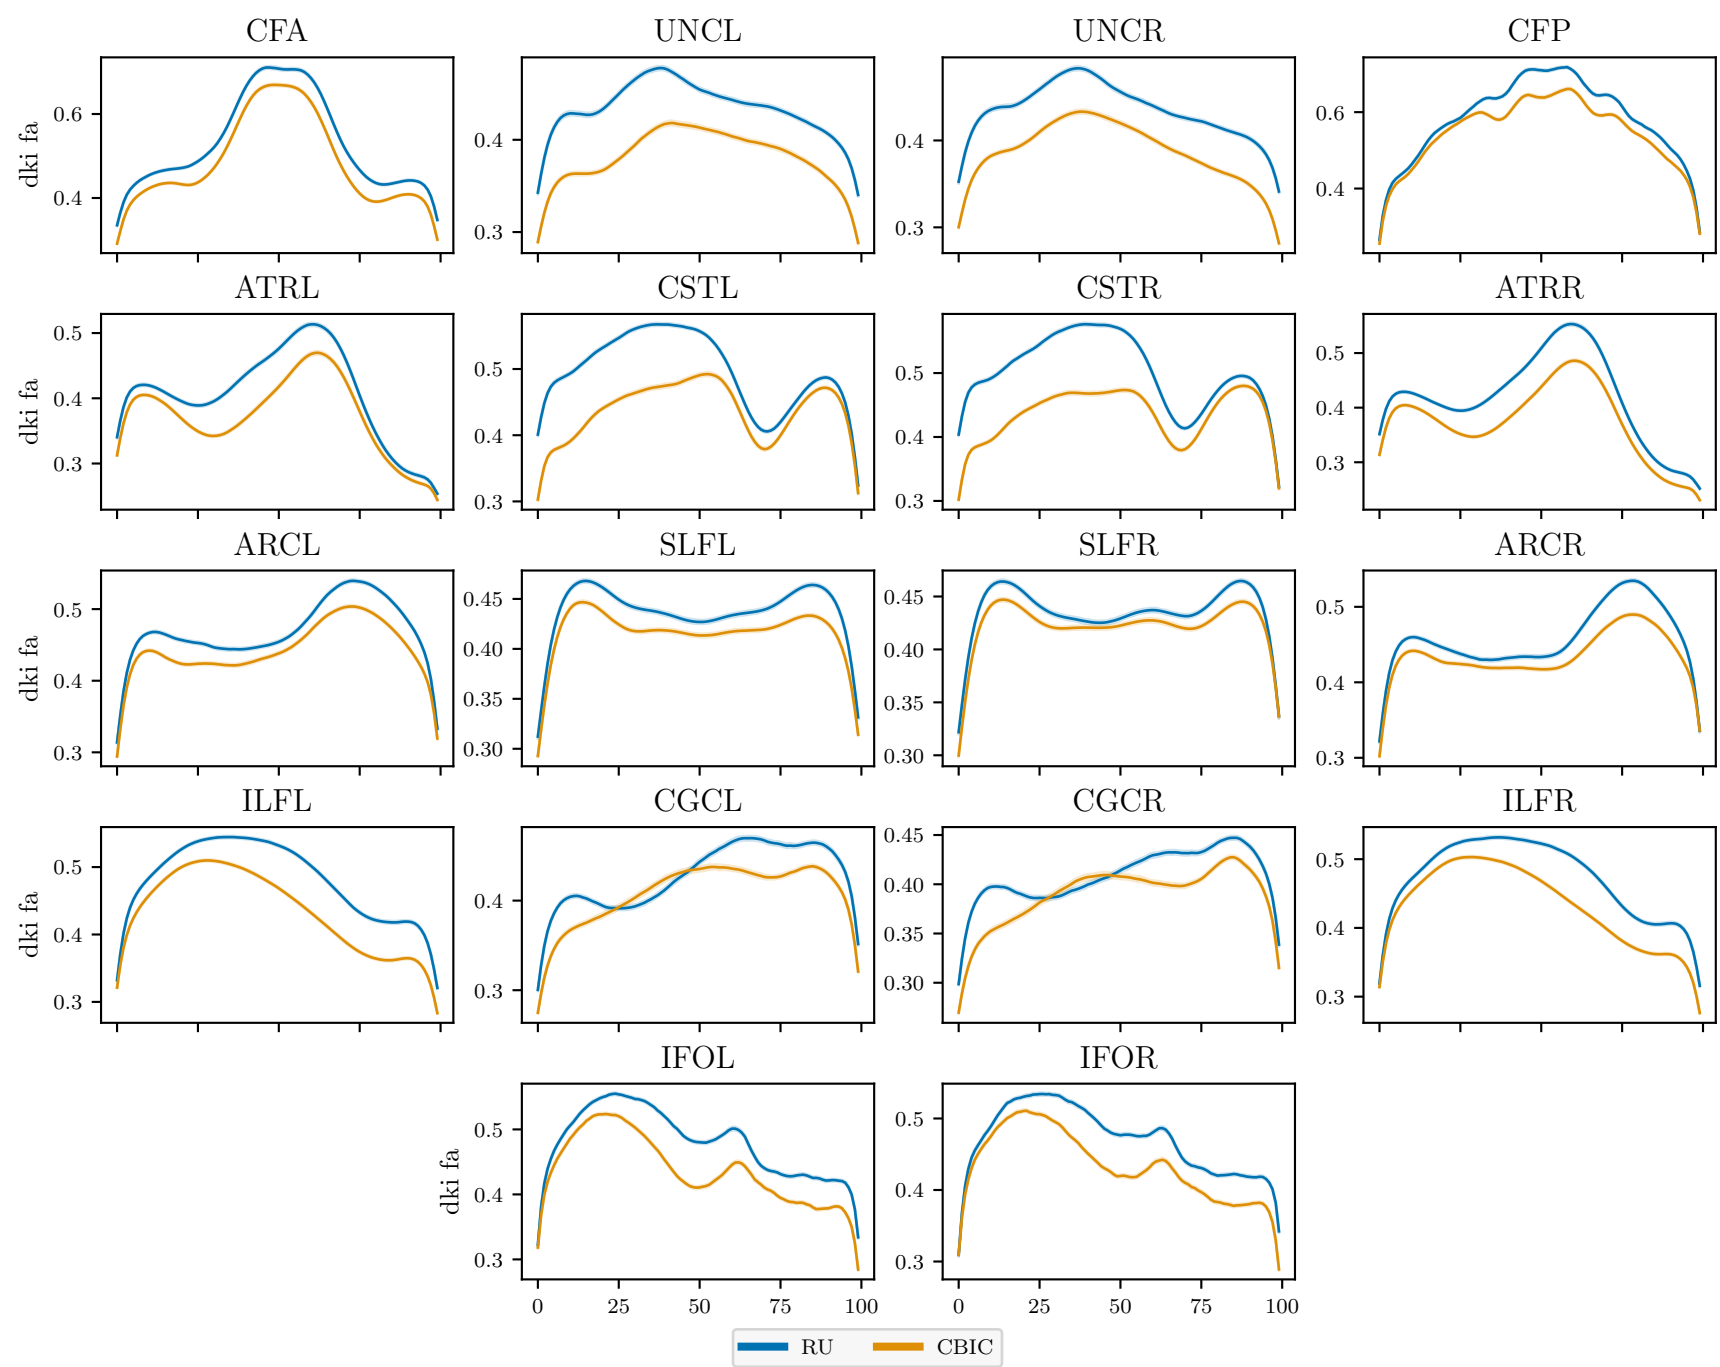 CFA UNCL UNCR CFP
dki fa 0.6 0.4 0.4 0.3 0.4 0.3 0.6 0.4
ATRL CSTL CSTR ATRR
dki fa 0.5 0.4 0.3 0.5 0.4 0.3 0.5 0.4 0.3 0.5 0.4 0.3
ARCL SLFL SLFR ARCR
dki fa 0.5 0.4 0.3 0.45 0.40 0.35 0.30 0.45 0.40 0.35 0.30 0.5 0.4 0.3
ILFL CGCL CGCR ILFR
dki fa 0.5 0.4 0.3 0.4 0.3 0.45 0.40 0.35 0.30 0.5 0.4 0.3
IFOL IFOR
dki fa 0.5 0.4 0.3 0.5 0.4 0.3
0 25 50 75 100 0 25 50 75 100
RU CBIC